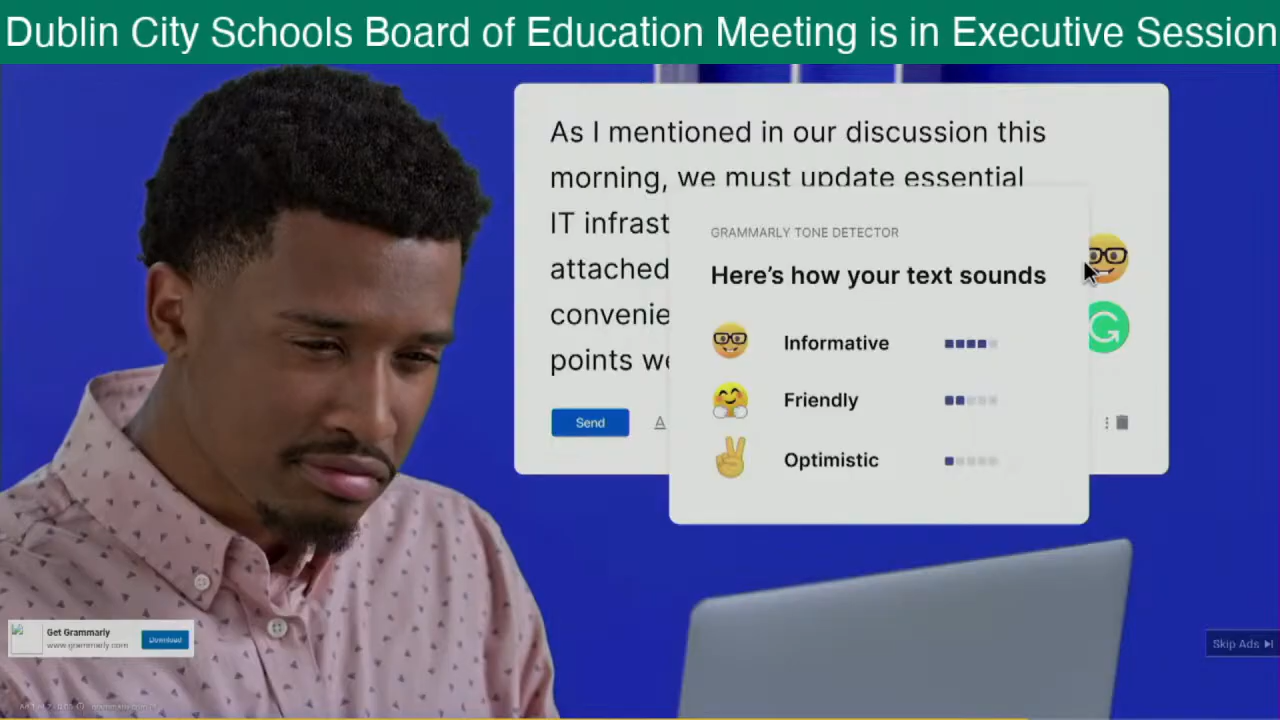 Dublin City Schools Board of Education Meeting is in Executive Session
As I mentioned in our discussion this
morning, we must update essential
IT infrast
attached
convenie
points we
Send
GRAMMARLY TONE DETECTOR
Here's how your text sounds
Informative
Friendly
Optimistic
Get Grammarly
www.grammarly.com
Download
Skip Ads